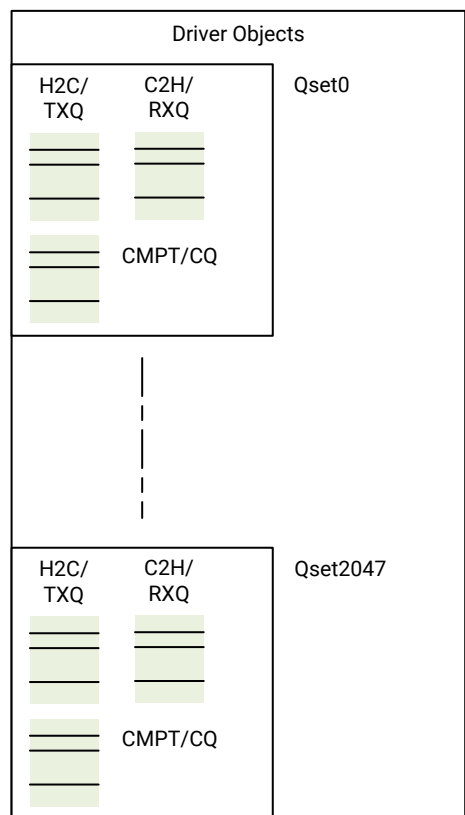 Driver Objects
H2C/
TXQ
C2H/
RXQ
Qset0
CMPT/CQ
H2C/
TXQ
C2H/
RXQ
Qset2047
CMPT/CQ